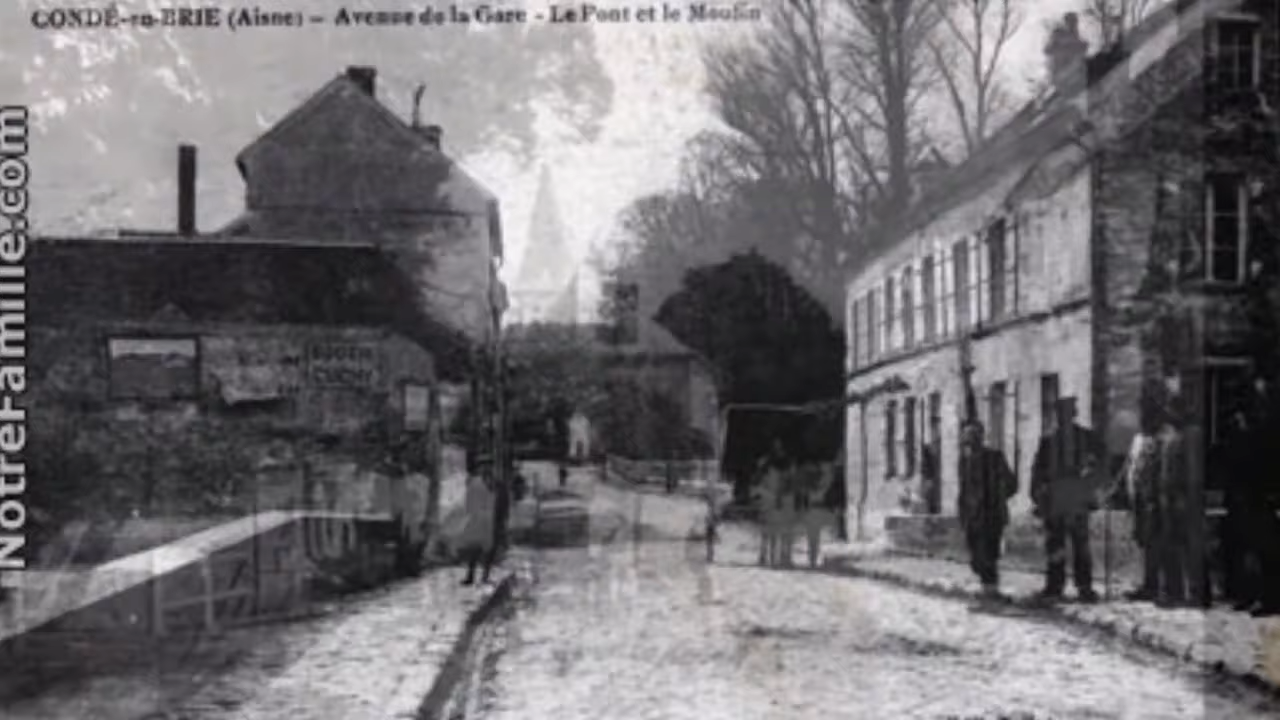 CONDÉ-en-BRIE (Aisne) - Avenue de la Gare - Le Pont et le Moulin
NotreFamille.com